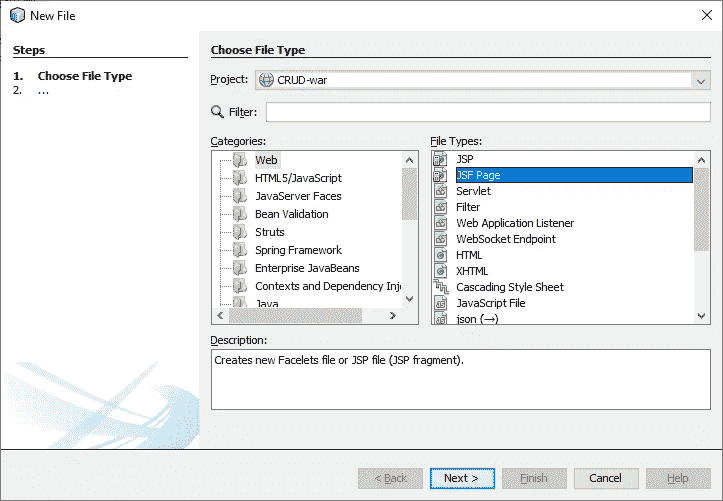 New File
Steps
1. Choose File Type
2. ...
Choose File Type
Project: CRUD-war
Filter:
Categories:
Web
HTML5/JavaScript
JavaServer Faces
Bean Validation
Struts
Spring Framework
Enterprise JavaBeans
Contexts and Dependency Inj
Java
File Types:
JSP
JSF Page
Servlet
Filter
Web Application Listener
WebSocket Endpoint
HTML
XHTML
Cascading Style Sheet
JavaScript File
json (→)
Description:
Creates new Facelets file or JSP file (JSP fragment).
< Back
Next >
Finish
Cancel
Help